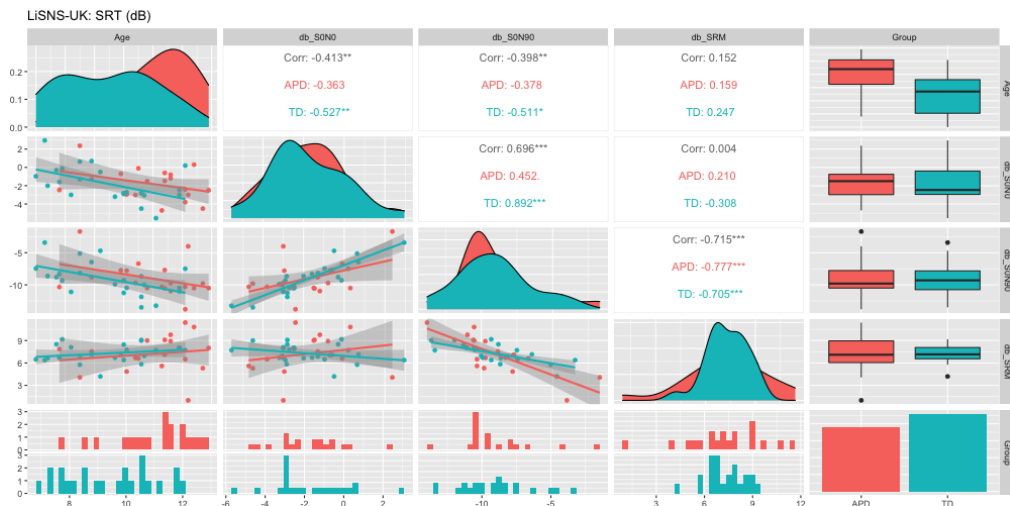 LiSNS-UK: SRT (dB)
Age
db_S0N0
db_S0N90
db_SRM
Group
0.2
0.1
0.0
Corr: -0.413**
APD: -0.363
TD: -0.527**
Corr: -0.398**
APD: -0.378
TD: -0.511*
Corr: 0.152
APD: 0.159
TD: 0.247
Age
2
0
-2
-4
Corr: 0.696***
APD: 0.452.
TD: 0.892***
Corr: 0.004
APD: 0.210
TD: -0.308
db_S0N0
-5
-10
Corr: -0.715***
APD: -0.777***
TD: -0.705***
db_S0N90
9
6
3
db_SRM
3
2
1
0
3
2
1
0
Group
8
10
12
-6
-4
-2
0
2
-10
-5
3
6
9
12
APD
TD